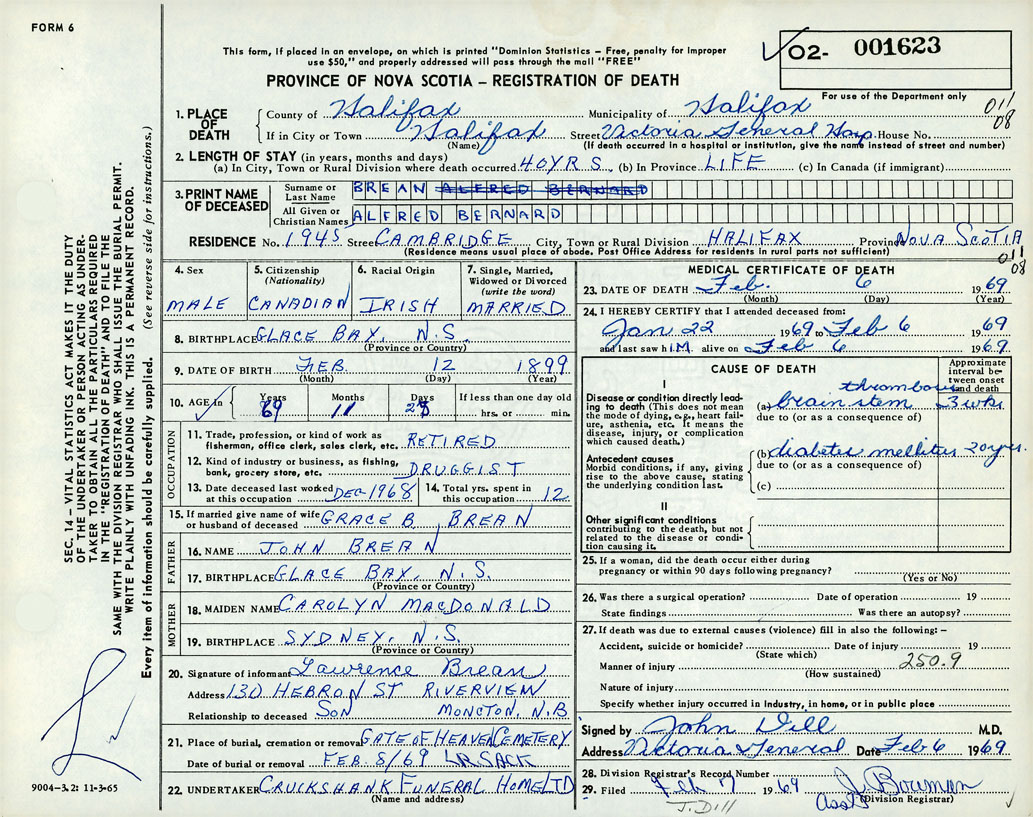 FORM 6
This form, if placed in an envelope, on which is printed "Dominion Statistics – Free, penalty for improper
use $50," and properly addressed will pass through the mail "FREE"
PROVINCE OF NOVA SCOTIA – REGISTRATION OF DEATH
02- 001623
For use of the Department only
011
08
1. PLACE OF DEATH
County of Halifax Municipality of Halifax
If in City or Town Halifax Street Victoria General Hosp. House No.
(Name) (If death occurred in a hospital or institution, give the name instead of street and number)
2. LENGTH OF STAY (in years, months and days)
(a) In City, Town or Rural Division where death occurred 40 YRS (b) In Province LIFE (c) In Canada (if immigrant)
3. PRINT NAME OF DECEASED
Surname or Last Name BREAN ALFRED BERNARD
All Given or Christian Names ALFRED BERNARD
RESIDENCE No. 1945 Street CAMBRIDGE City, Town or Rural Division HALIFAX Province NOVA SCOTIA
(Residence means usual place of abode. Post Office Address for residents in rural parts not sufficient)
011
08
4. Sex
MALE
5. Citizenship
(Nationality)
CANADIAN
6. Racial Origin
IRISH
7. Single, Married,
Widowed or Divorced
(write the word)
MARRIED
8. BIRTHPLACE GLACE BAY, N.S.
(Province or Country)
9. DATE OF BIRTH FEB. 12 1899
(Month) (Day) (Year)
10. AGE in Years Months Days If less than one day old
69 11 hrs. or min.
OCCUPATION
11. Trade, profession, or kind of work as
fisherman, office clerk, sales clerk, etc. RETIRED
12. Kind of industry or business, as fishing,
bank, grocery store, etc. DRUGGIST
13. Date deceased last worked
at this occupation DEC 1968
14. Total yrs. spent in
this occupation 12
15. If married give name of wife
or husband of deceased GRACE B BREAN
FATHER
16. NAME JOHN BREAN
17. BIRTHPLACE GLACE BAY, N.S.
(Province or Country)
MOTHER
18. MAIDEN NAME CAROLYN MACDONALD
19. BIRTHPLACE SYDNEY, N.S.
(Province or Country)
20. Signature of informant Lawrence Brean
Address 130 HEBRON ST RIVERVIEW
Relationship to deceased SON MONCTON, N.B
21. Place of burial, cremation or removal GATE OF HEAVEN CEMETERY
Date of burial or removal FEB. 8/69 LR SACK
22. UNDERTAKER CRUIKSHANK FUNERAL HOME LTD
(Name and address)
MEDICAL CERTIFICATE OF DEATH
23. DATE OF DEATH Feb. 6 1969
(Month) (Day) (Year)
24. I HEREBY CERTIFY that I attended deceased from:
Jan 22 1969 to Feb 6 1969
and last saw him alive on Feb 6 1969
CAUSE OF DEATH
Approximate
interval between onset
and death
I
Disease or condition directly leading to death (This does not
mean the mode of dying, e.g., heart failure,
asthenia, etc. It means the
disease, injury, or complication
which caused death.)
thrombosis
(a) brain stem 3 wks
due to (or as a consequence of)
Antecedent causes
Morbid conditions, if any, giving
rise to the above cause, stating
the underlying condition last.
(b) diabetes mellitus 20 yrs.
due to (or as a consequence of)
(c)
II
Other significant conditions
contributing to the death, but not
related to the disease or condition
causing it.
25. If a woman, did the death occur either during
pregnancy or within 90 days following pregnancy?
(Yes or No)
26. Was there a surgical operation? Date of operation 19
State findings Was there an autopsy?
27. If death was due to external causes (violence) fill in also the following: –
Accident, suicide or homicide? Date of injury 19
(State which)
Manner of injury 250.9
(How sustained)
Nature of injury
Specify whether injury occurred in industry, in home, or in public place
Signed by John Dill M.D.
Address Victoria General Date Feb 6 1969
28. Division Registrar's Record Number
29. Filed Feb 7 1969 J. Bowman
J. Dill Asst (Division Registrar)
SEC. 14 – VITAL STATISTICS ACT MAKES IT THE DUTY
OF THE UNDERTAKER OR PERSON ACTING AS UNDERTAKER
TO OBTAIN ALL THE PARTICULARS REQUIRED
IN THE "REGISTRATION OF DEATH" AND TO FILE THE
SAME WITH THE DIVISION REGISTRAR WHO SHALL ISSUE THE BURIAL PERMIT.
WRITE PLAINLY WITH UNFADING INK. THIS IS A PERMANENT RECORD.
Every item of information should be carefully supplied. (See reverse side for instructions.)
9004-3.2: 11-3-65